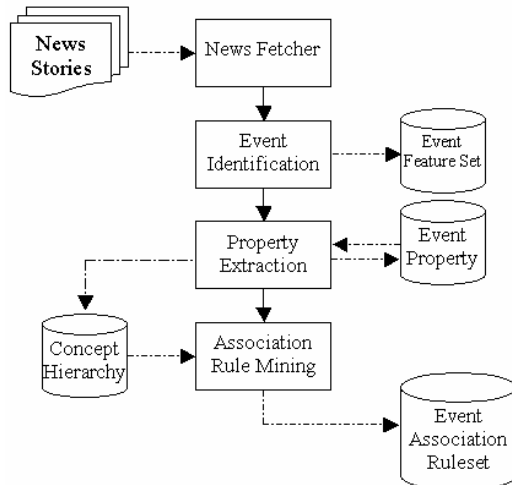 News
Stories
News Fetcher
Event
Identification
Event
Feature Set
Property
Extraction
Event
Property
Concept
Hierarchy
Association
Rule Mining
Event
Association
Ruleset